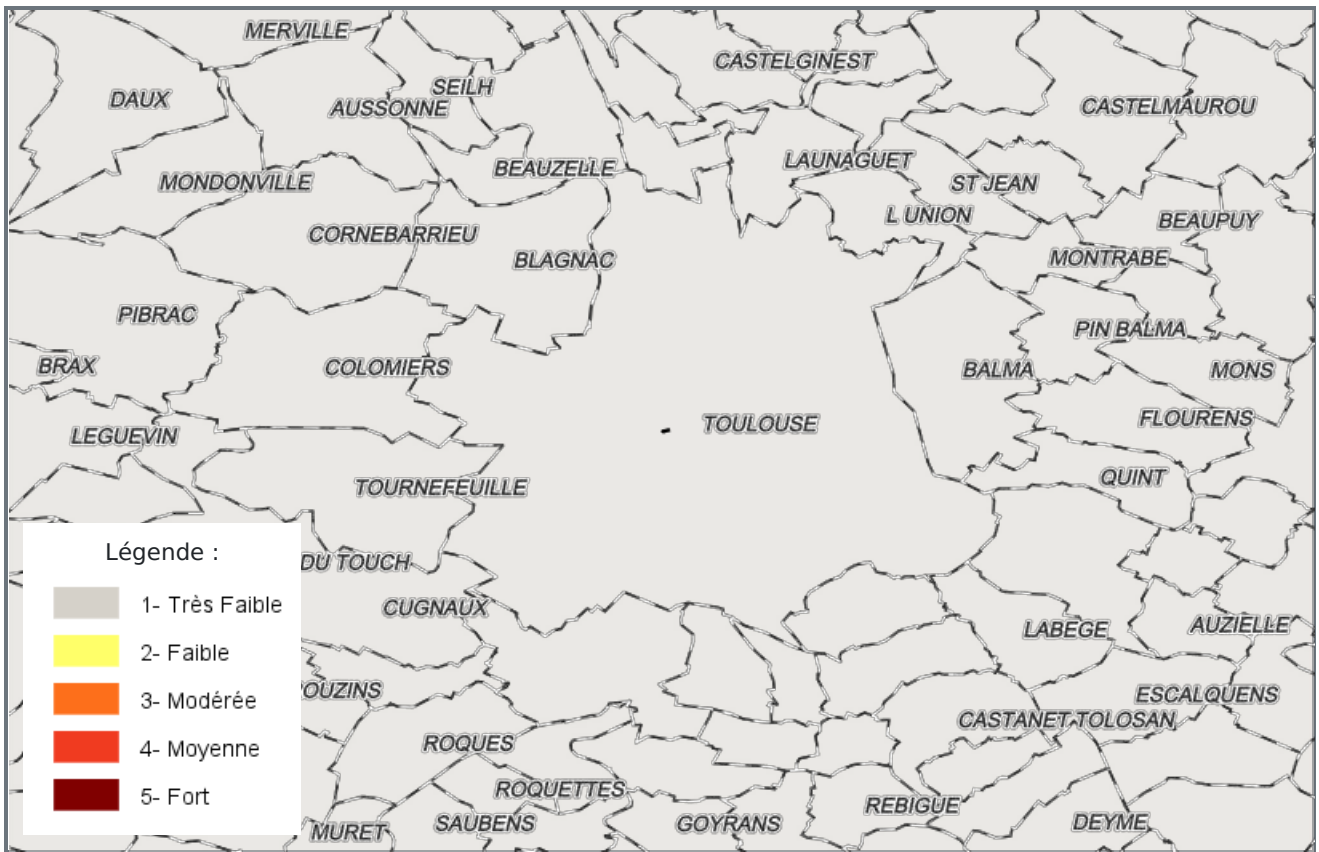 MERVILLE
CASTELGINEST
SEILH
DAUX
AUSSONNE
CASTELMAUROU
LAUNAGUET
BEAUZELLE
MONDONVILLE
ST JEAN
L UNION
BEAUPUY
CORNEBARRIEU
BLAGNAC
MONTRABE
PIBRAC
PIN BALMA
BRAX
COLOMIERS
BALMA
MONS
FLOURENS
TOULOUSE
LEGUEVIN
QUINT
TOURNEFEUILLE
Légende :
DU TOUCH
1- Très Faible
CUGNAUX
AUZIELLE
LABEGE
2- Faible
OUZINS
ESCALQUENS
3- Modérée
CASTANET-TOLOSAN
ROQUES
4- Moyenne
ROQUETTES
5- Fort
REBIGUE
MURET
SAUBENS
GOYRANS
DEYME